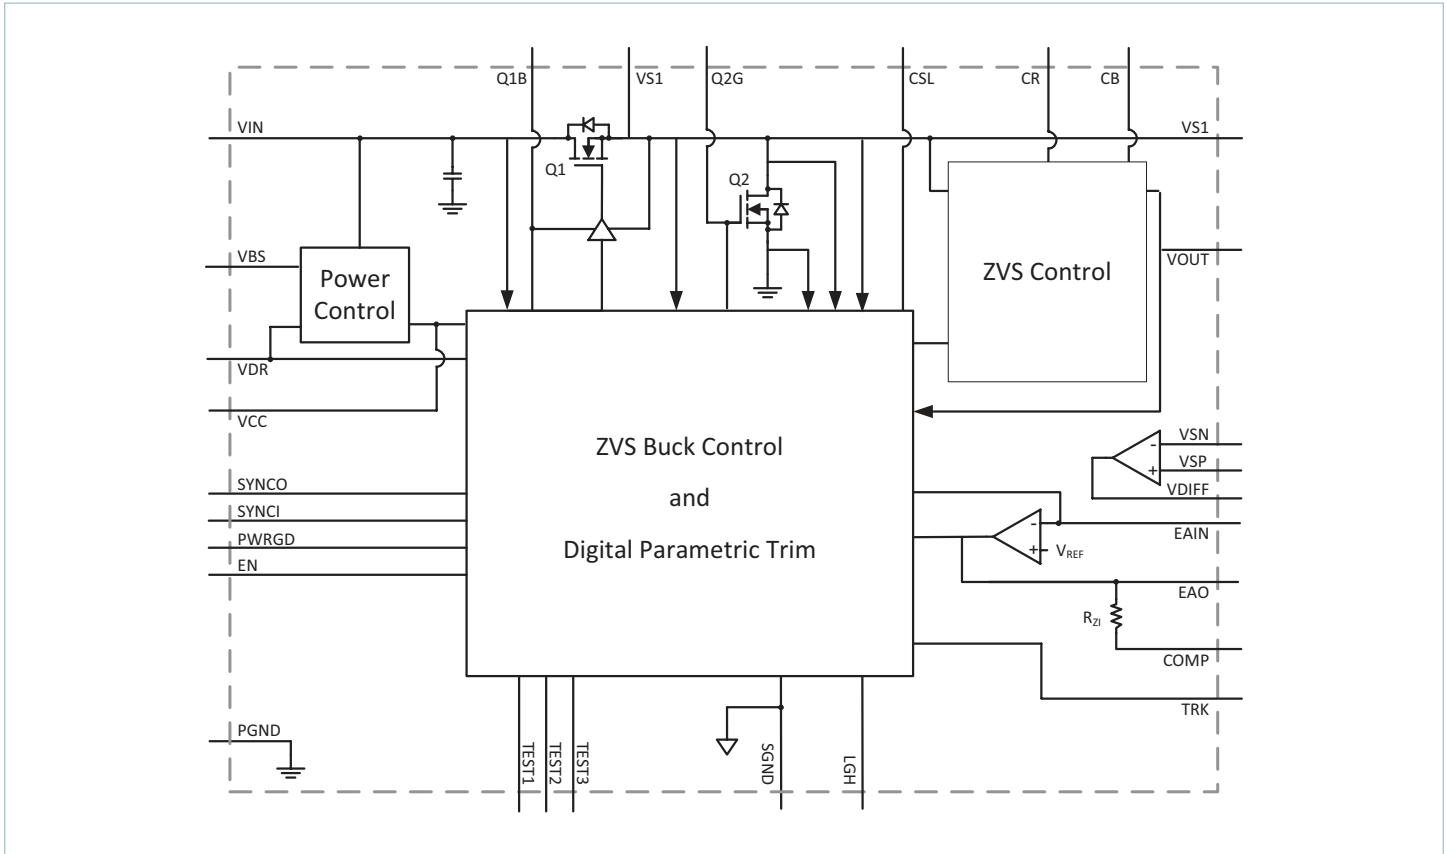 Q1B
VS1
Q2G
CSL
CR
CB
VIN
VS1
Q1
Q2
VBS
Power
Control
ZVS Control
VOUT
VDR
VCC
ZVS Buck Control
and
Digital Parametric Trim
VSN
-
VSP
+
VDIFF
SYNCO
SYNCI
PWRGD
EN
-
EAIN
+
VREF
EAO
RZI
COMP
TRK
PGND
TEST1
TEST2
TEST3
SGND
LGH